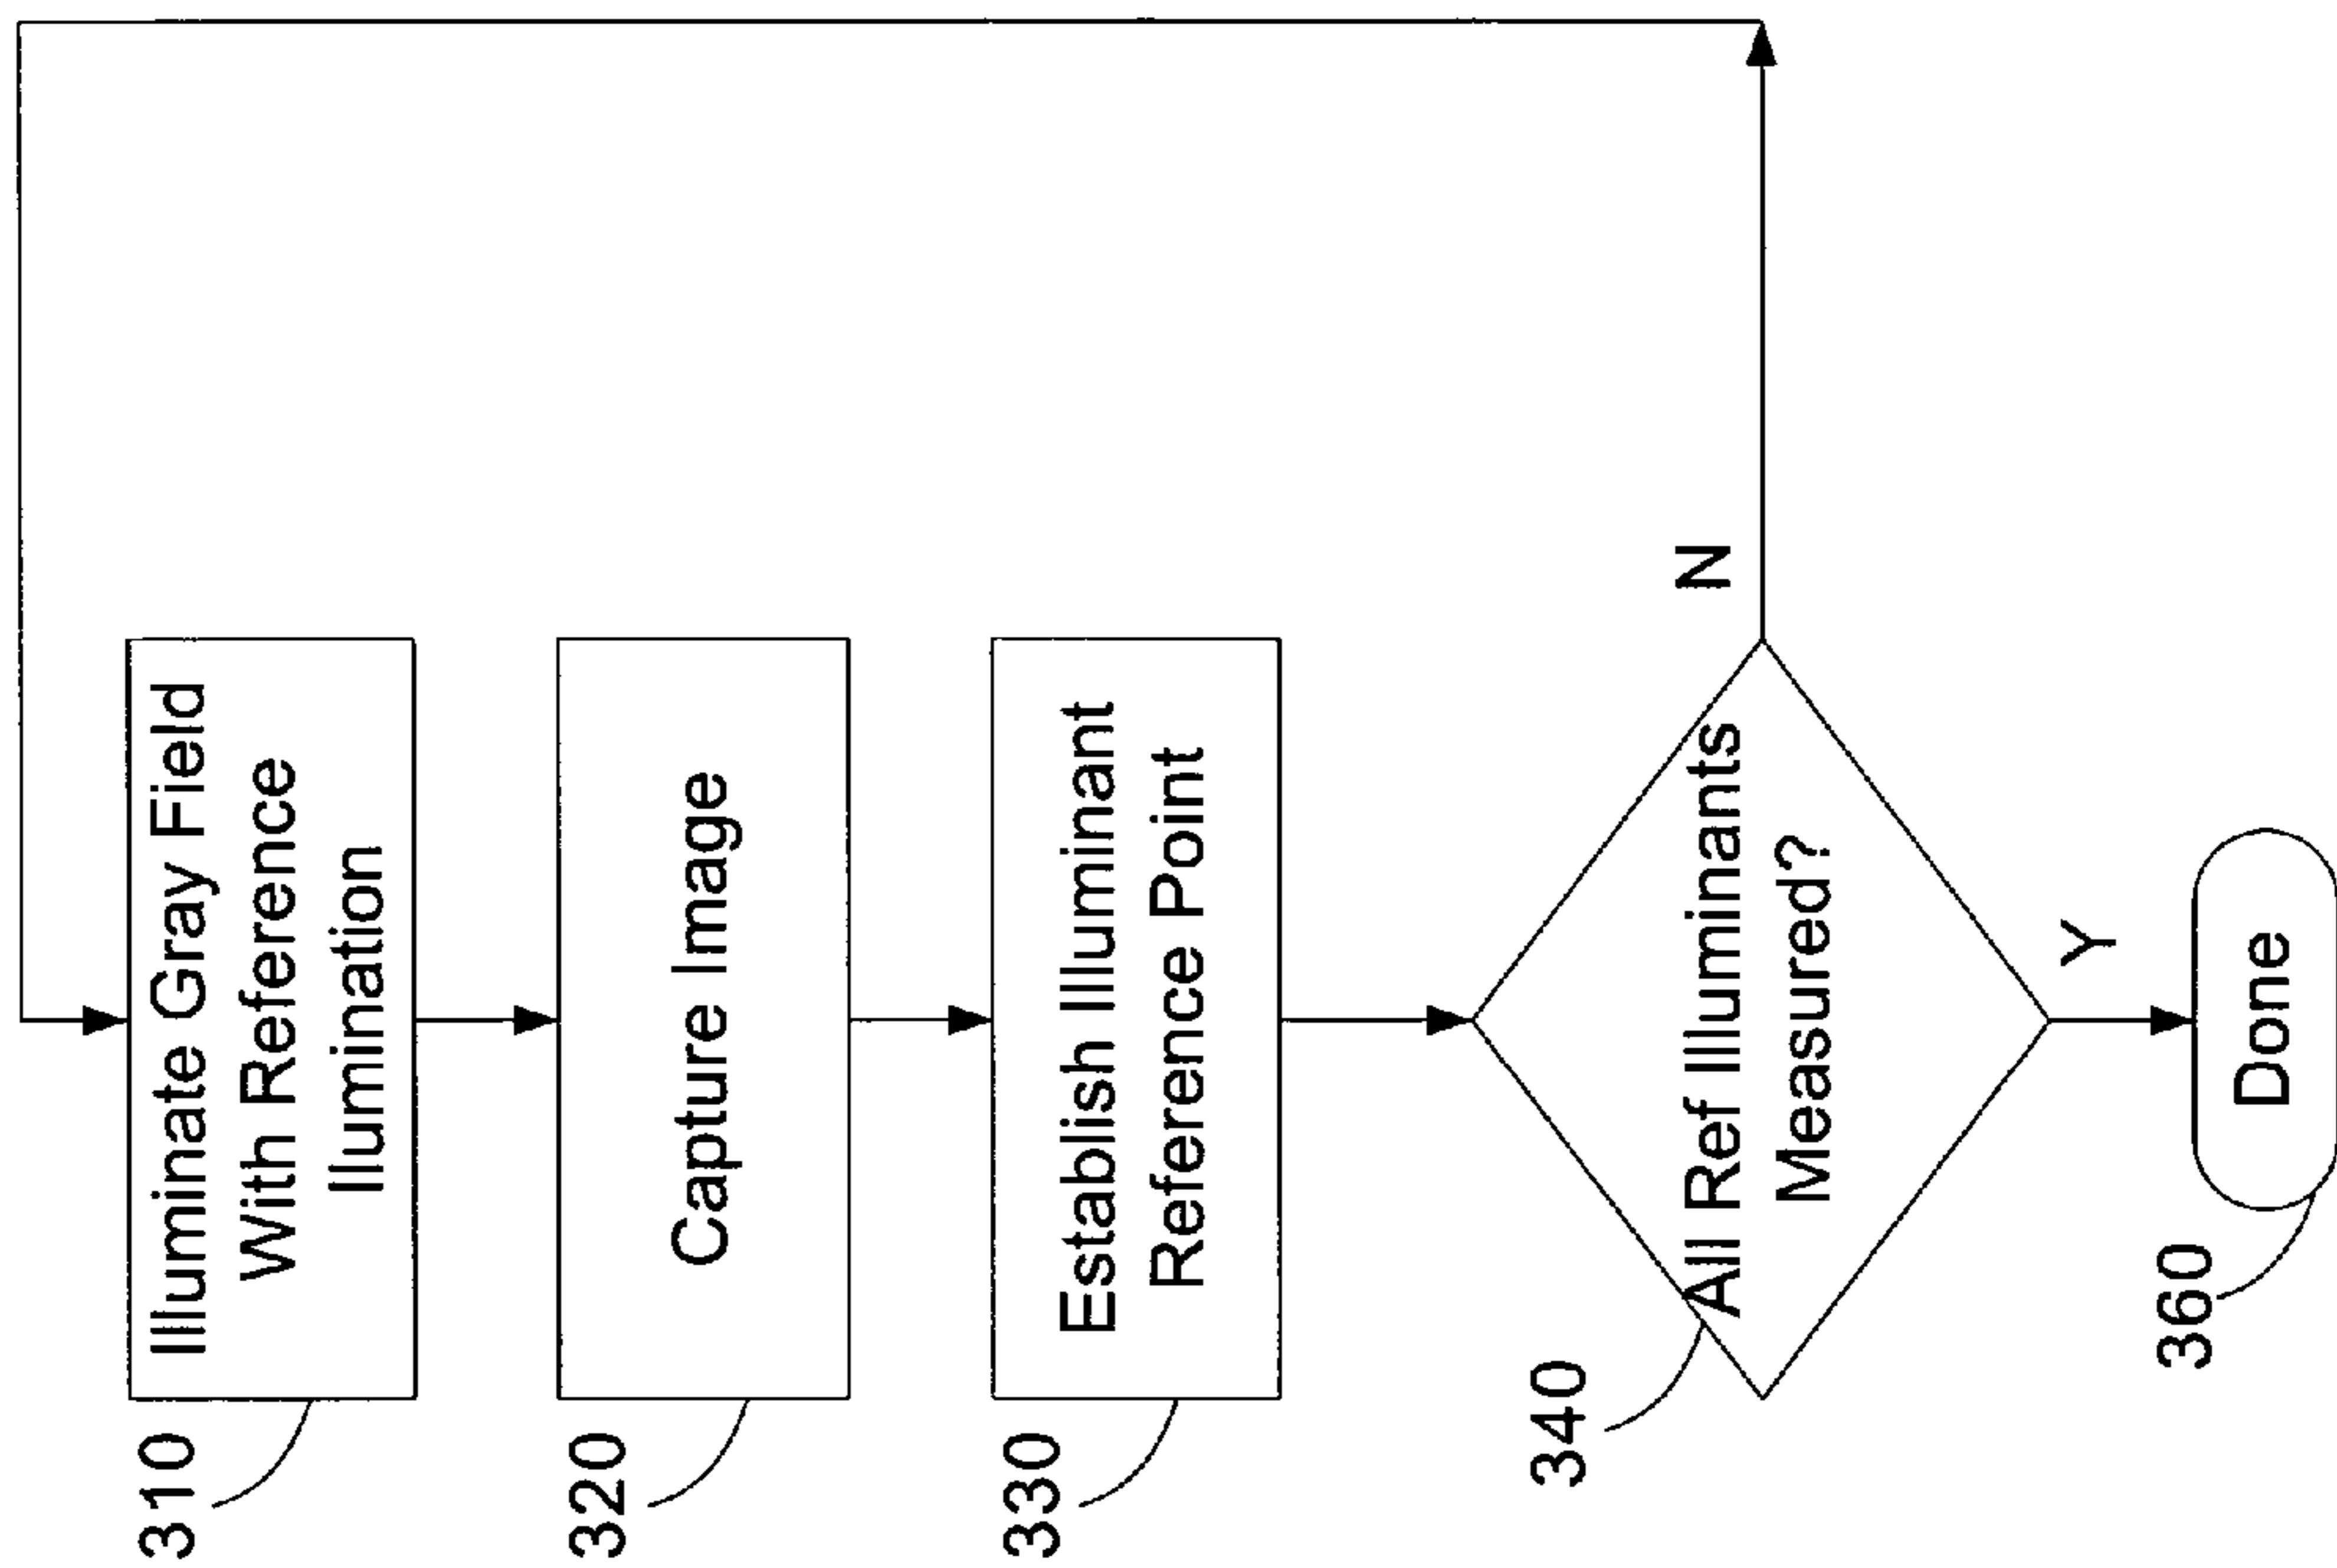 310
Illuminate Gray Field
With Reference
Ilumination
320
Capture Image
330
Establish Illuminant
Reference Point
340
All Ref Illuminants
Measured?
N
Y
360
Done